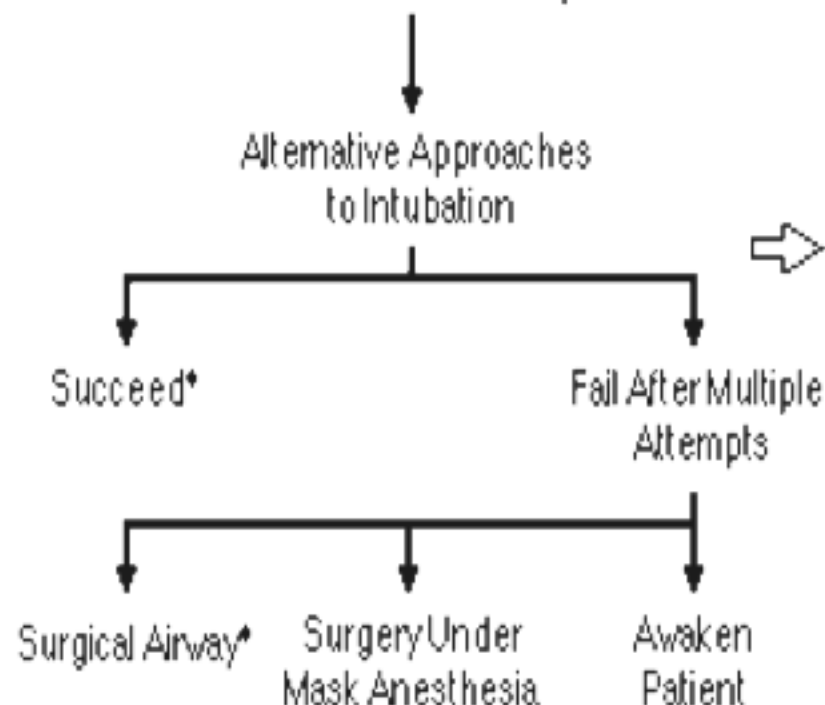 Alternative Approaches
to Intubation
Succeed*
Fail After Multiple
Attempts
Surgical Airway*
Surgery Under
Mask Anesthesia
Awaken
Patient